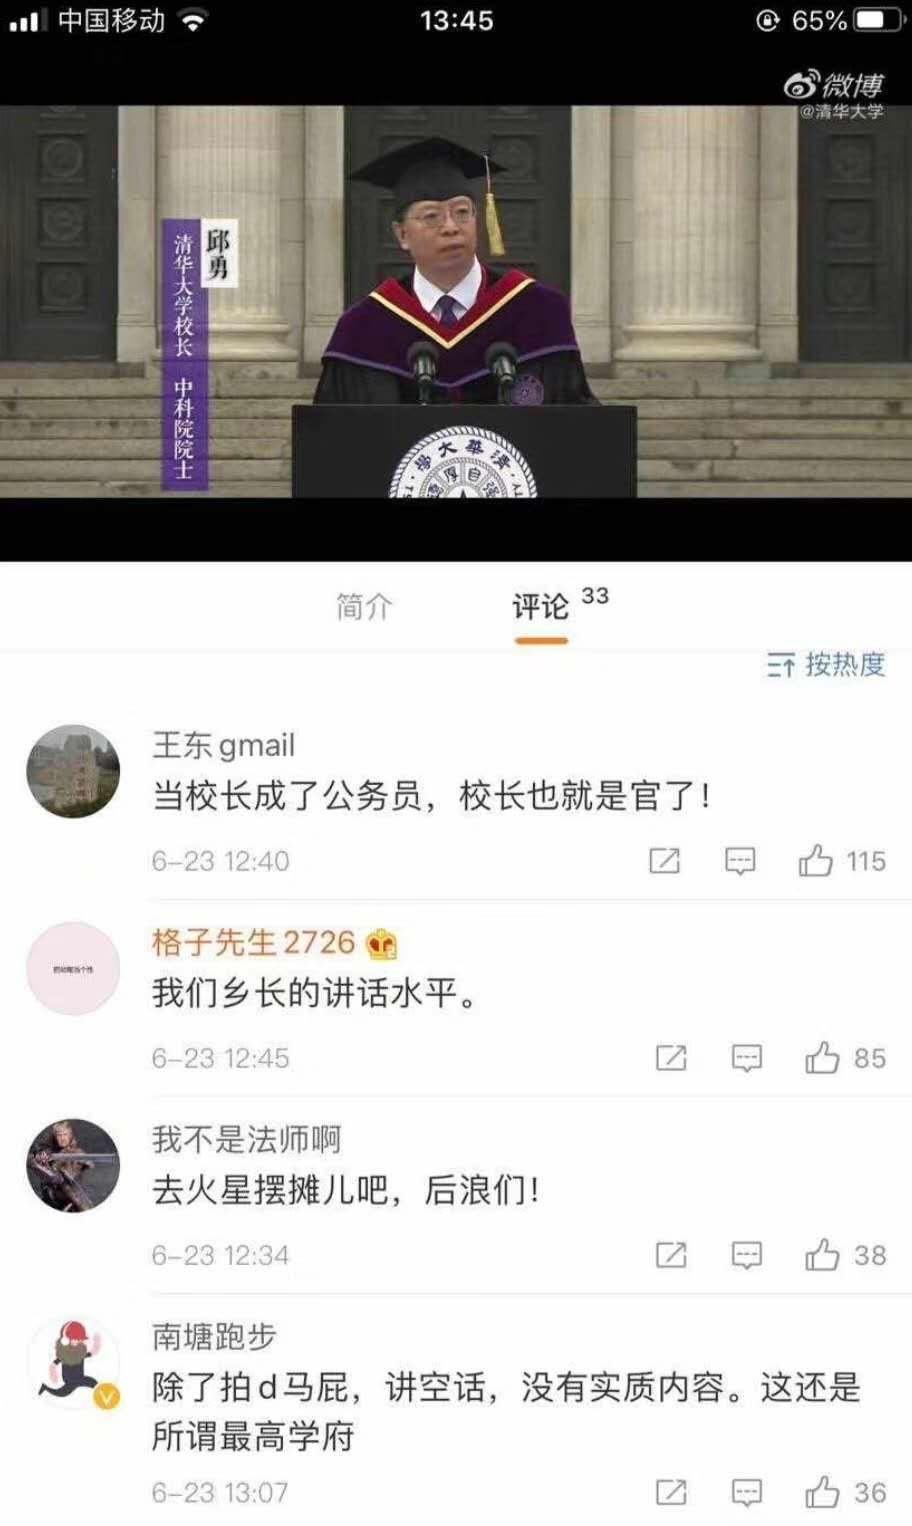 中国移动
13:45
65%
微博
@清华大学
邱勇
清华大学校长 中科院院士
清华大学
简介
评论 33
按热度
王东gmail
当校长成了公务员，校长也就是官了！
6-23 12:40
115
格子先生2726
我们乡长的讲话水平。
6-23 12:45
85
我不是法师啊
去火星摆摊儿吧，后浪们！
6-23 12:34
38
南塘跑步
除了拍d马屁，讲空话，没有实质内容。这还是
所谓最高学府
6-23 13:07
36